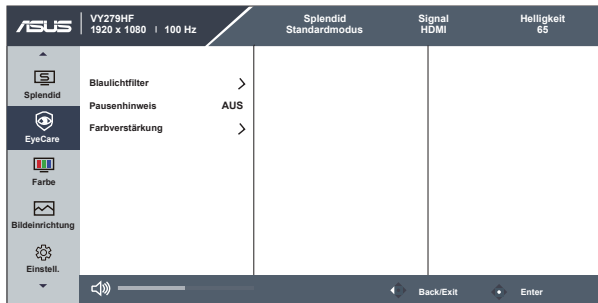 ASUS
VY279HF
1920 x 1080 I 100 Hz
Splendid
Standardmodus
Signal
HDMI
Helligkeit
65
Splendid
EyeCare
Farbe
Bildeinrichtung
Einstell.
Blaulichtfilter
Pausenhinweis AUS
Farbverstärkung
Back/Exit
Enter